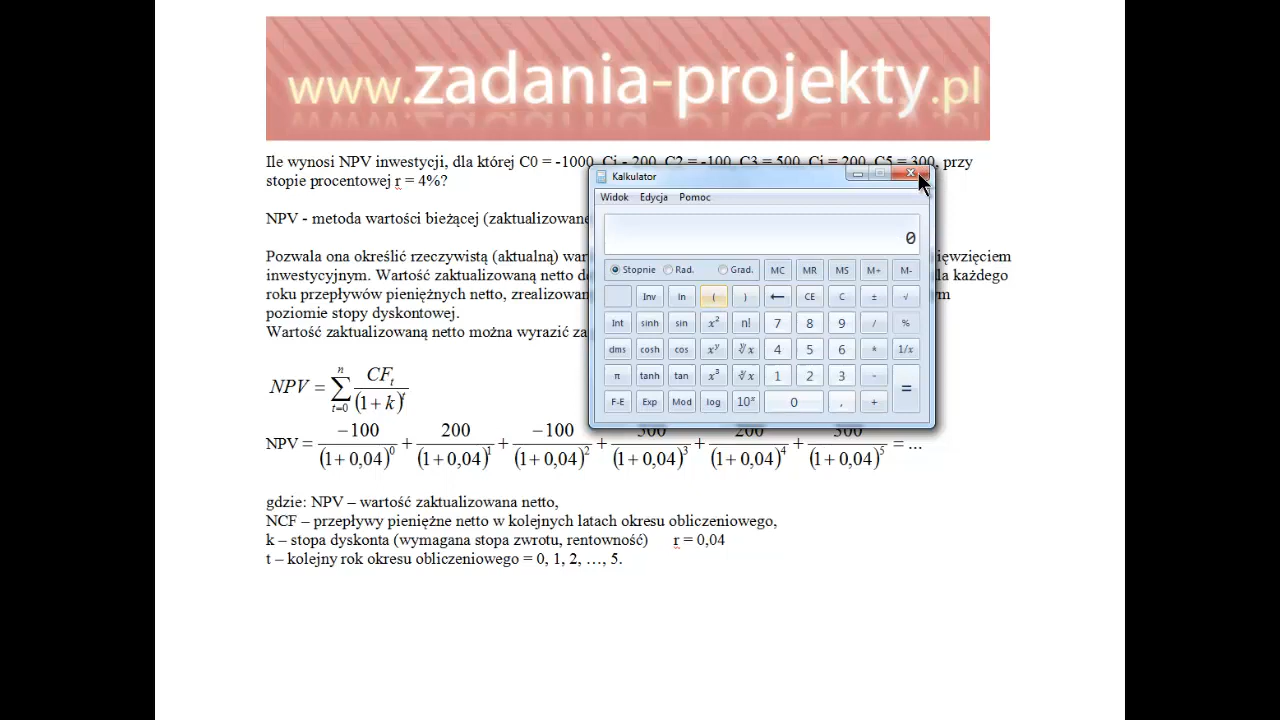 www.zadania-projekty.pl
Ile wynosi NPV inwestycji, dla której C0 = -1000, Ci - 200, C2 = -100, C3 = 500, Ci = 200, C5 = 300, przy
stopie procentowej r = 4%?
NPV - metoda wartości bieżącej (zaktualizowane
Pozwala ona określić rzeczywistą (aktualną) war
inwestycyjnym. Wartość zaktualizowaną netto d la każdego
roku przepływów pieniężnych netto, zrealizowan m
poziomie stopy dyskontowej.
Wartość zaktualizowaną netto można wyrazić za
NPV = n ∑ t=0 CFt / (1 + k)^t
NPV = −100 / (1 + 0,04)^0 + 200 / (1 + 0,04)^1 + −100 / (1 + 0,04)^2 + 500 / (1 + 0,04)^3 + 200 / (1 + 0,04)^4 + 300 / (1 + 0,04)^5 = ...
gdzie: NPV – wartość zaktualizowana netto,
NCF – przepływy pieniężne netto w kolejnych latach okresu obliczeniowego,
k – stopa dyskonta (wymagana stopa zwrotu, rentowność) r = 0,04
t – kolejny rok okresu obliczeniowego = 0, 1, 2, …, 5.
Kalkulator
Widok Edycja Pomoc
0
Stopnie Rad. Grad. MC MR MS M+ M-
Inv ln ( ) ← CE C ± √
Int sinh sin x² n! 7 8 9 / %
dms cosh cos x^y ʸ√x 4 5 6 * 1/x
π tanh tan x³ ³√x 1 2 3 - =
F-E Exp Mod log 10ˣ 0 , +